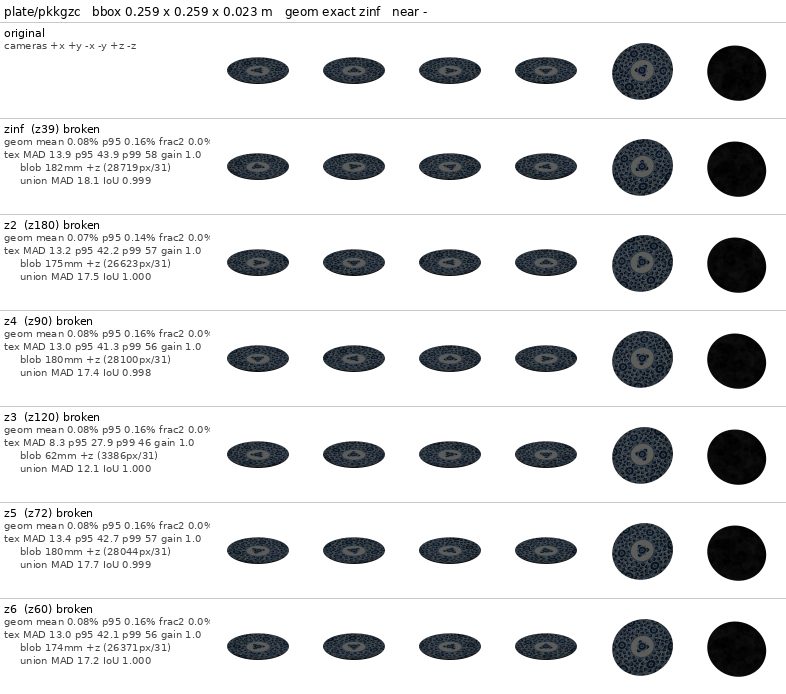 plate/pkkgzc bbox 0.259 x 0.259 x 0.023 m geom exact zinf near -
original
cameras +x +y -x -y +z -z
zinf (z39) broken
geom mean 0.08% p95 0.16% frac2 0.0%
tex MAD 13.9 p95 43.9 p99 58 gain 1.0
blob 182mm +z (28719px/31)
union MAD 18.1 IoU 0.999
z2 (z180) broken
geom mean 0.07% p95 0.14% frac2 0.0%
tex MAD 13.2 p95 42.2 p99 57 gain 1.0
blob 175mm +z (26623px/31)
union MAD 17.5 IoU 1.000
z4 (z90) broken
geom mean 0.08% p95 0.16% frac2 0.0%
tex MAD 13.0 p95 41.3 p99 56 gain 1.0
blob 180mm +z (28100px/31)
union MAD 17.4 IoU 0.998
z3 (z120) broken
geom mean 0.08% p95 0.16% frac2 0.0%
tex MAD 8.3 p95 27.9 p99 46 gain 1.0
blob 62mm +z (3386px/31)
union MAD 12.1 IoU 1.000
z5 (z72) broken
geom mean 0.08% p95 0.16% frac2 0.0%
tex MAD 13.4 p95 42.7 p99 57 gain 1.0
blob 180mm +z (28044px/31)
union MAD 17.7 IoU 0.999
z6 (z60) broken
geom mean 0.08% p95 0.16% frac2 0.0%
tex MAD 13.0 p95 42.1 p99 56 gain 1.0
blob 174mm +z (26371px/31)
union MAD 17.2 IoU 1.000